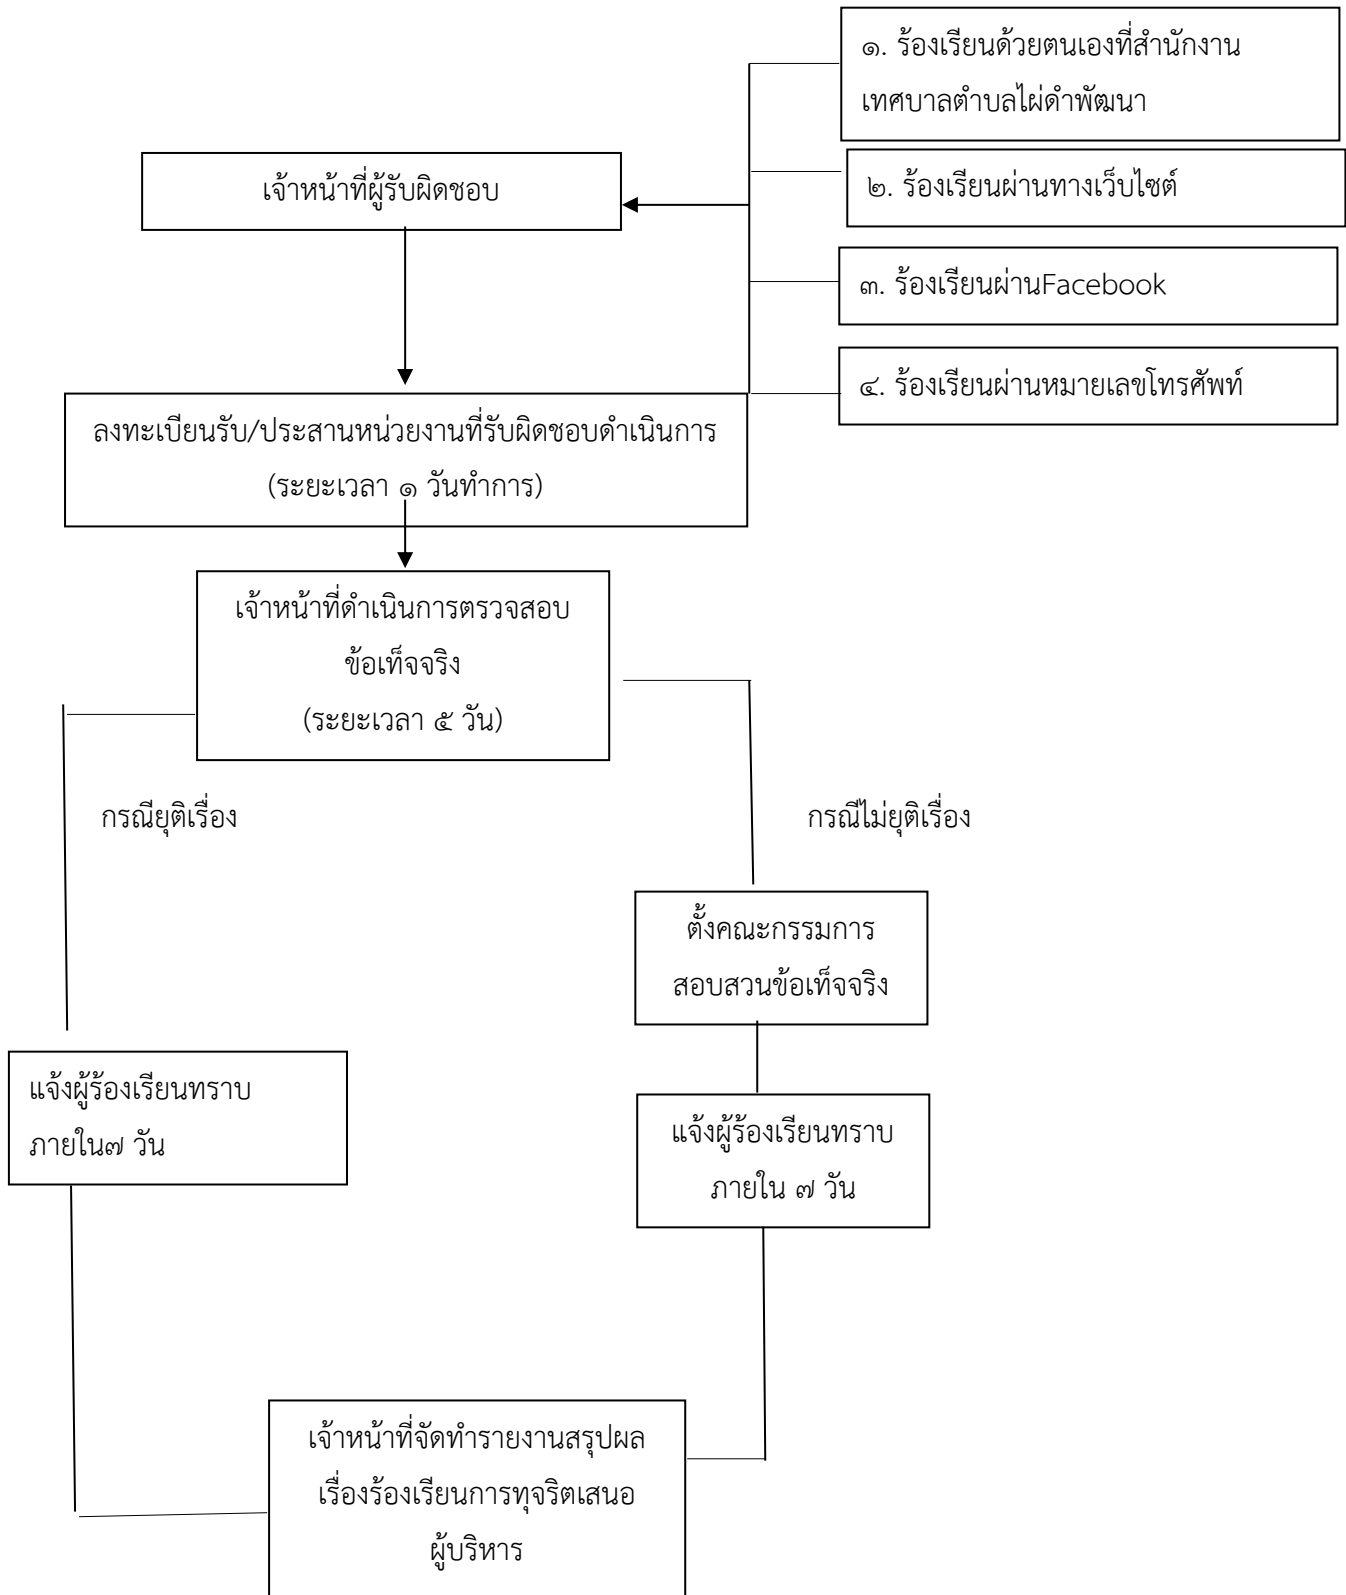 ๑. ร้องเรียนด้วยตนเองที่สำนักงาน
เทศบาลตำบลไผ่ดำพัฒนา
เจ้าหน้าที่ผู้รับผิดชอบ
๒. ร้องเรียนผ่านทางเว็บไซต์
๓. ร้องเรียนผ่านFacebook
๔. ร้องเรียนผ่านหมายเลขโทรศัพท์
ลงทะเบียนรับ/ประสานหน่วยงานที่รับผิดชอบดำเนินการ
(ระยะเวลา ๑ วันทำการ)
เจ้าหน้าที่ดำเนินการตรวจสอบ
ข้อเท็จจริง
(ระยะเวลา ๕ วัน)
กรณียุติเรื่อง
กรณีไม่ยุติเรื่อง
ตั้งคณะกรรมการ
สอบสวนข้อเท็จจริง
แจ้งผู้ร้องเรียนทราบ
ภายใน๗ วัน
แจ้งผู้ร้องเรียนทราบ
ภายใน ๗ วัน
เจ้าหน้าที่จัดทำรายงานสรุปผล
เรื่องร้องเรียนการทุจริตเสนอ
ผู้บริหาร